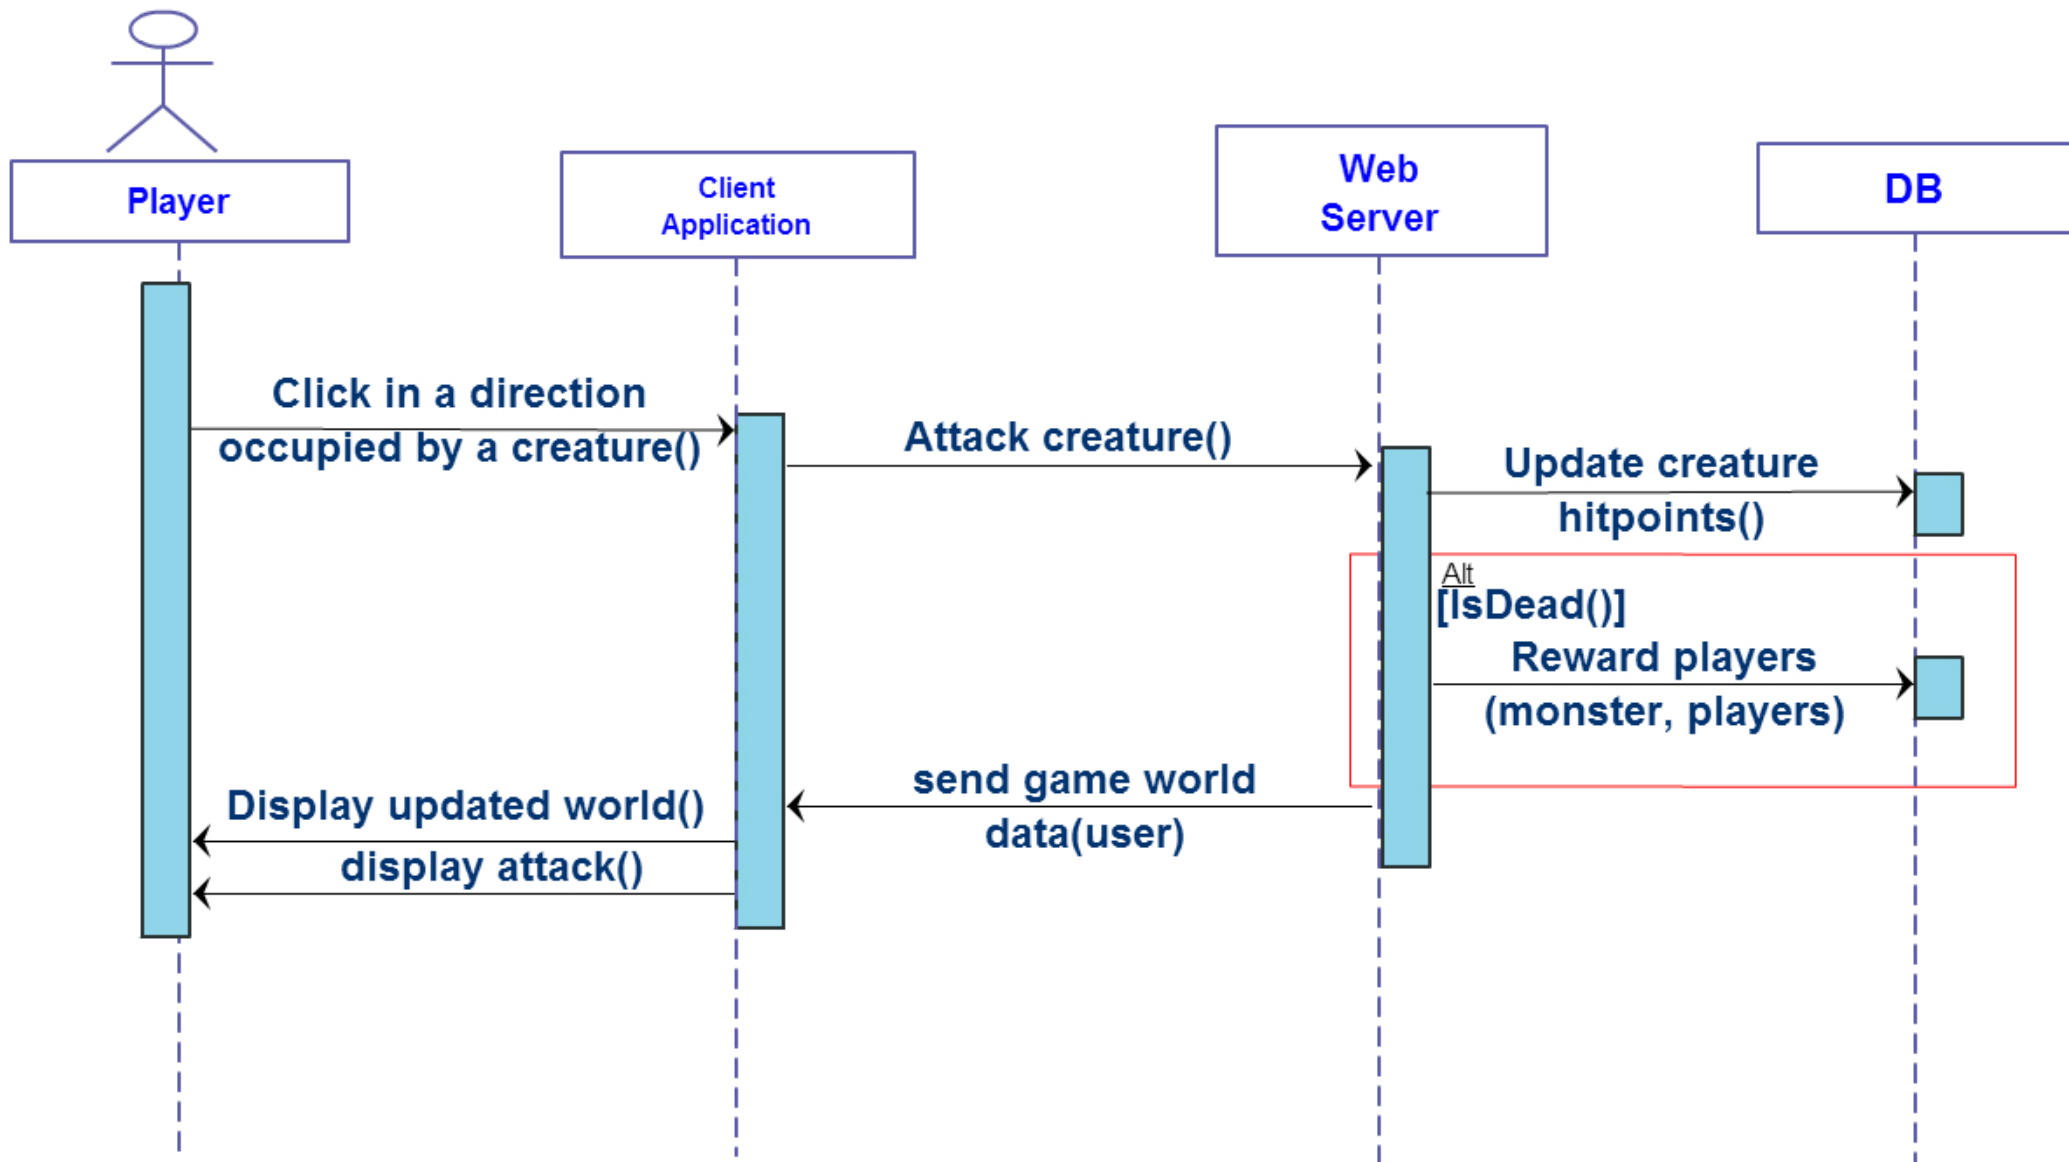 Player
Client
Application
Web
Server
DB
Click in a direction
occupied by a creature()
Attack creature()
Update creature
hitpoints()
Alt
[IsDead()]
Reward players
(monster, players)
send game world
data(user)
Display updated world()
display attack()